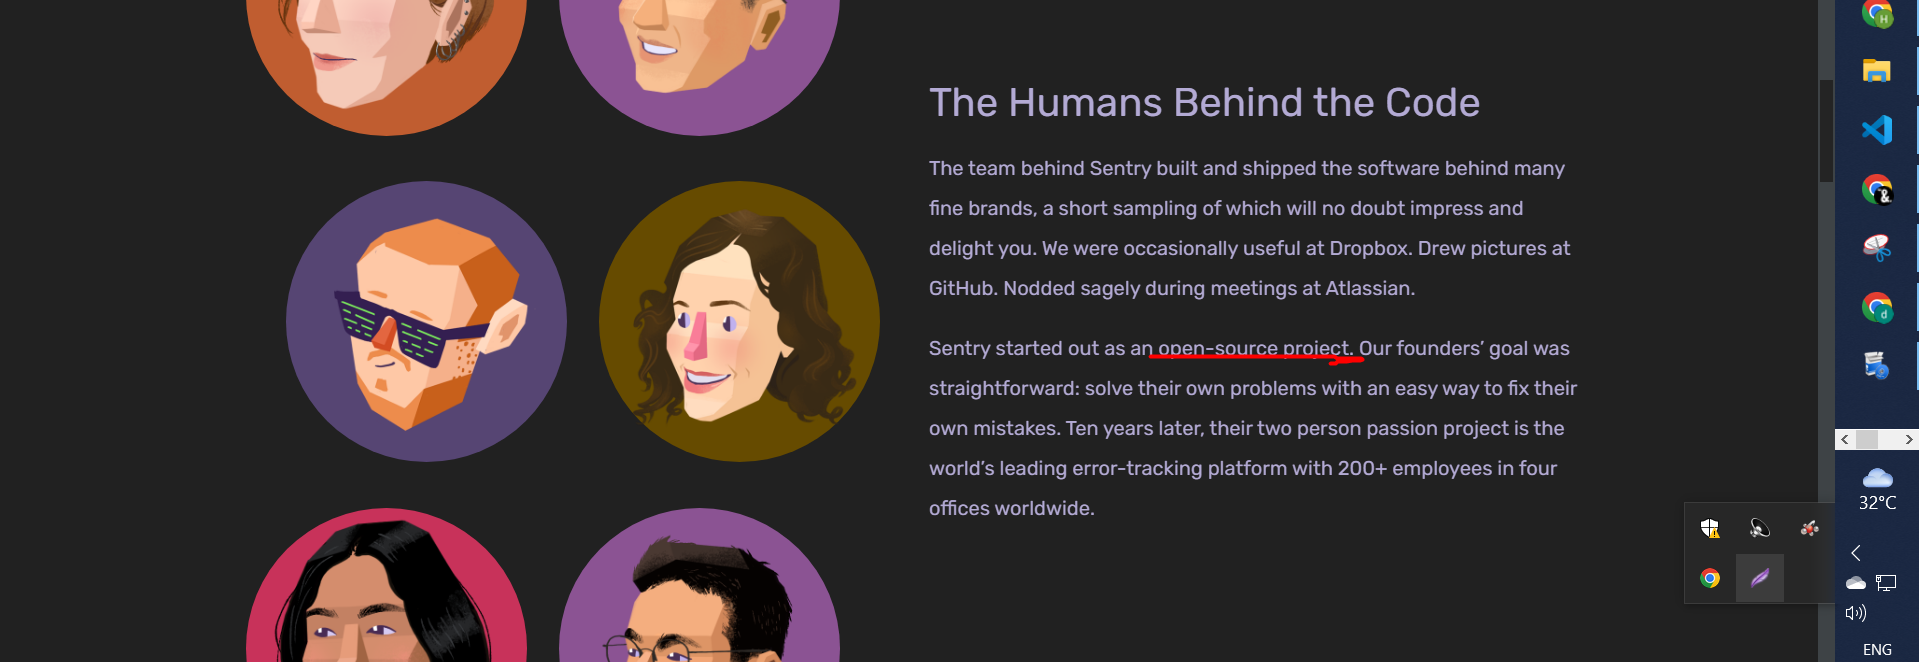 The Humans Behind the Code
The team behind Sentry built and shipped the software behind many
fine brands, a short sampling of which will no doubt impress and
delight you. We were occasionally useful at Dropbox. Drew pictures at
GitHub. Nodded sagely during meetings at Atlassian.
Sentry started out as an open-source project. Our founders’ goal was
straightforward: solve their own problems with an easy way to fix their
own mistakes. Ten years later, their two person passion project is the
world’s leading error-tracking platform with 200+ employees in four
offices worldwide.
H
&
d
32°C
ENG